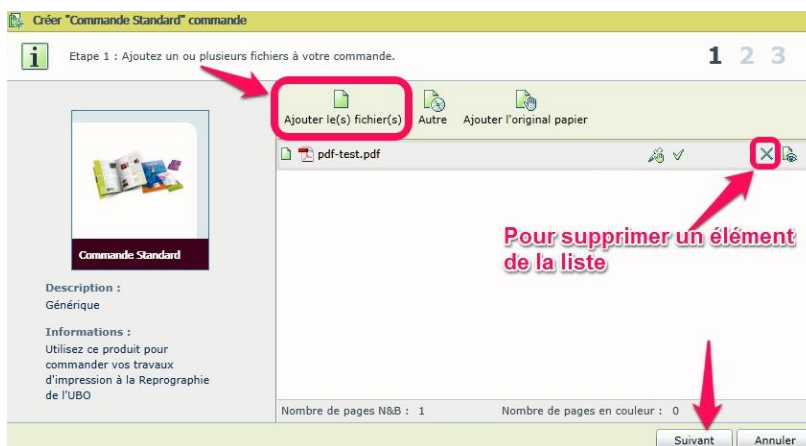 Créer "Commande Standard" commande
i
Etape 1 : Ajoutez un ou plusieurs fichiers à votre commande.
1 2 3
Ajouter le(s) fichier(s)
Autre
Ajouter l'original papier
pdf-test.pdf
Pour supprimer un élément
de la liste
Commande Standard
Description :
Générique
Informations :
Utilisez ce produit pour
commander vos travaux
d'impression à la Reprographie
de l'UBO
Nombre de pages N&B : 1
Nombre de pages en couleur : 0
Suivant
Annuler